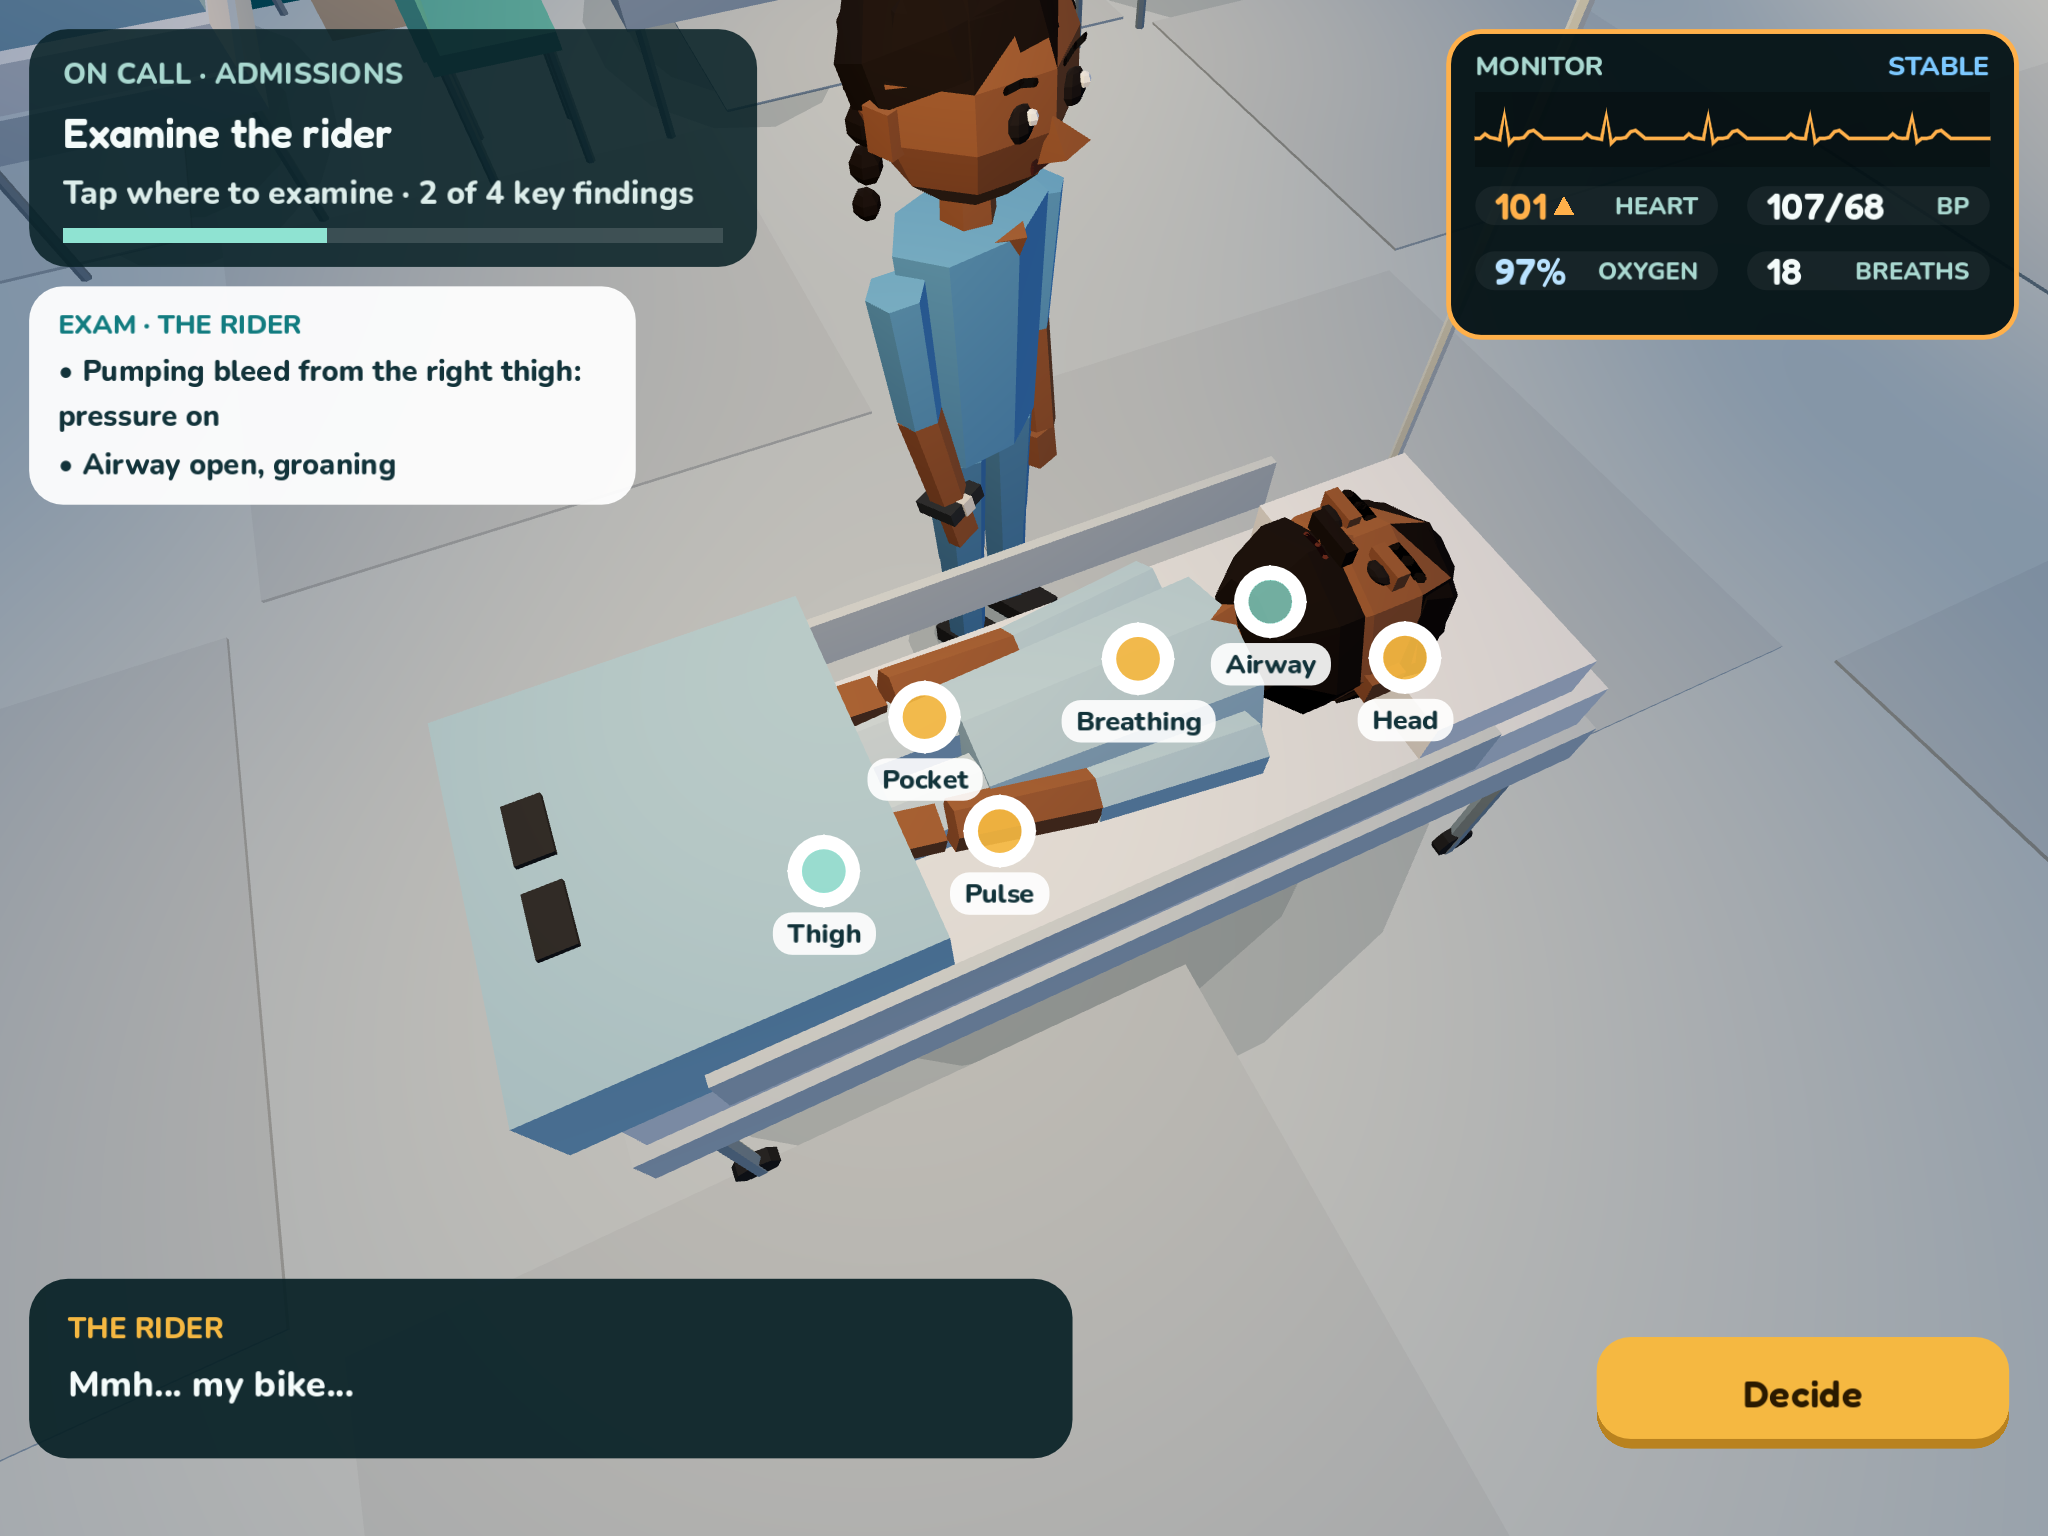 ON CALL · ADMISSIONS
Examine the rider
Tap where to examine · 2 of 4 key findings
EXAM · THE RIDER
• Pumping bleed from the right thigh:
pressure on
• Airway open, groaning
MONITOR STABLE
101 HEART 107/68 BP
97% OXYGEN 18 BREATHS
Airway
Head
Breathing
Pocket
Pulse
Thigh
THE RIDER
Mmh... my bike...
Decide